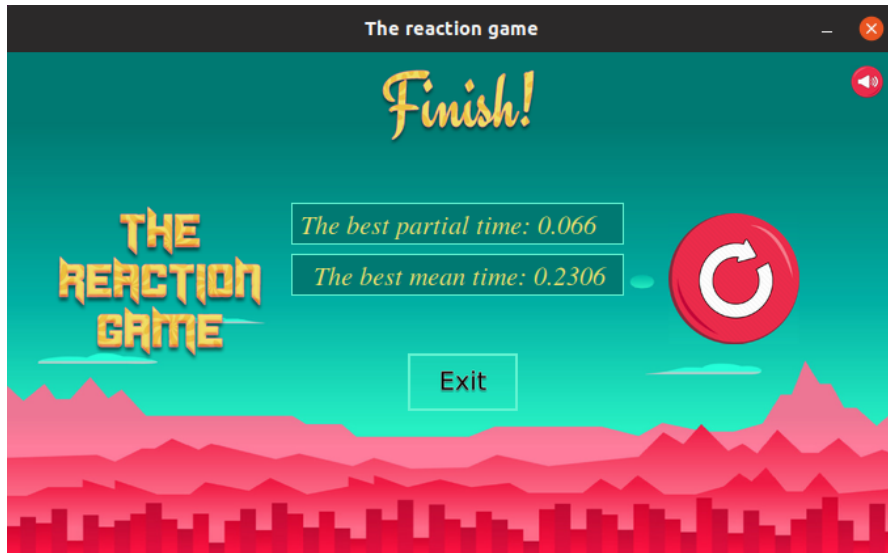 The reaction game
Finish!
THE
REACTION
GAME
The best partial time: 0.066
The best mean time: 0.2306
Exit